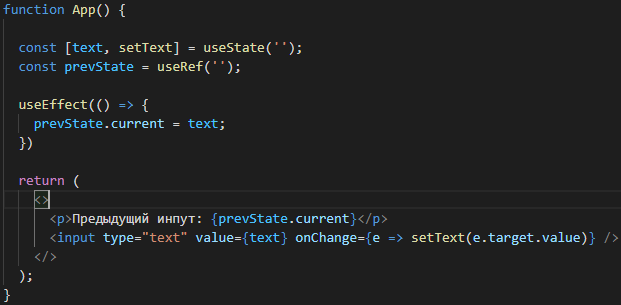 function App() {
const [text, setText] = useState('');
const prevState = useRef('');
useEffect(() => {
prevState.current = text;
})
return (
<>
<p>Предыдущий инпут: {prevState.current}</p>
<input type="text" value={text} onChange={e => setText(e.target.value)} />
</>
);
}